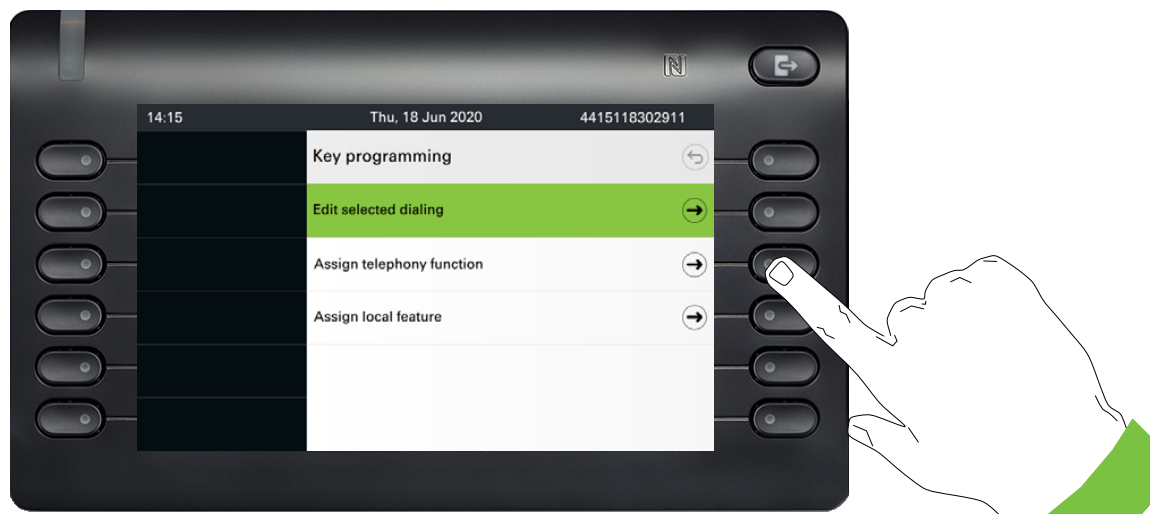 14:15 Thu, 18 Jun 2020 4415118302911
Key programming
Edit selected dialing
Assign telephony function
Assign local feature